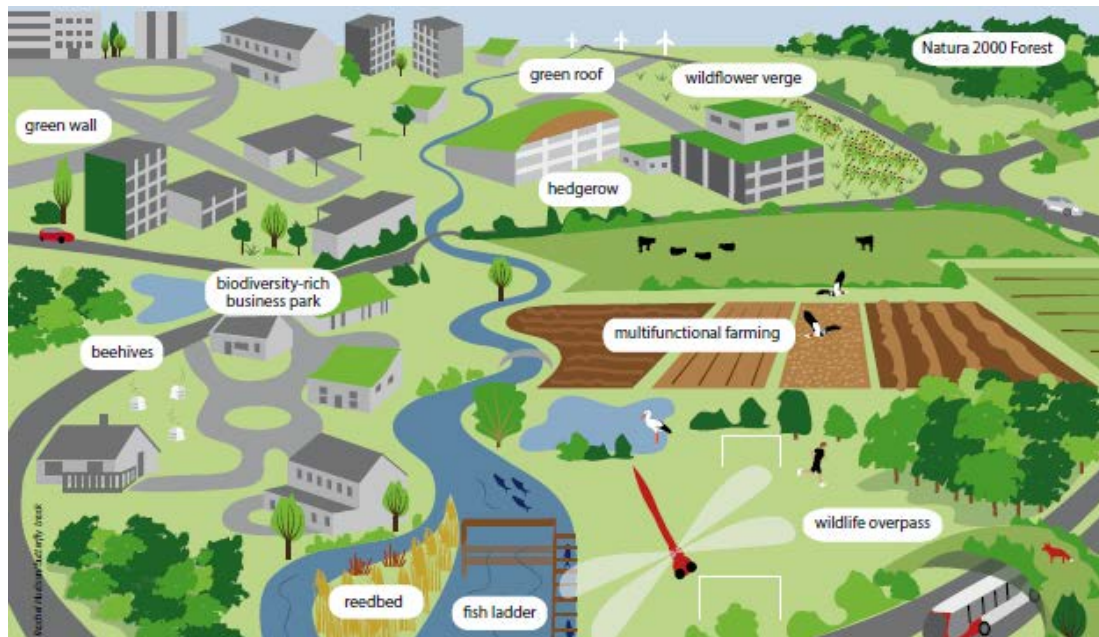 Natura 2000 Forest
green roof
wildflower verge
green wall
hedgerow
biodiversity-rich
business park
multifunctional farming
beehives
wildlife overpass
reedbed
fish ladder